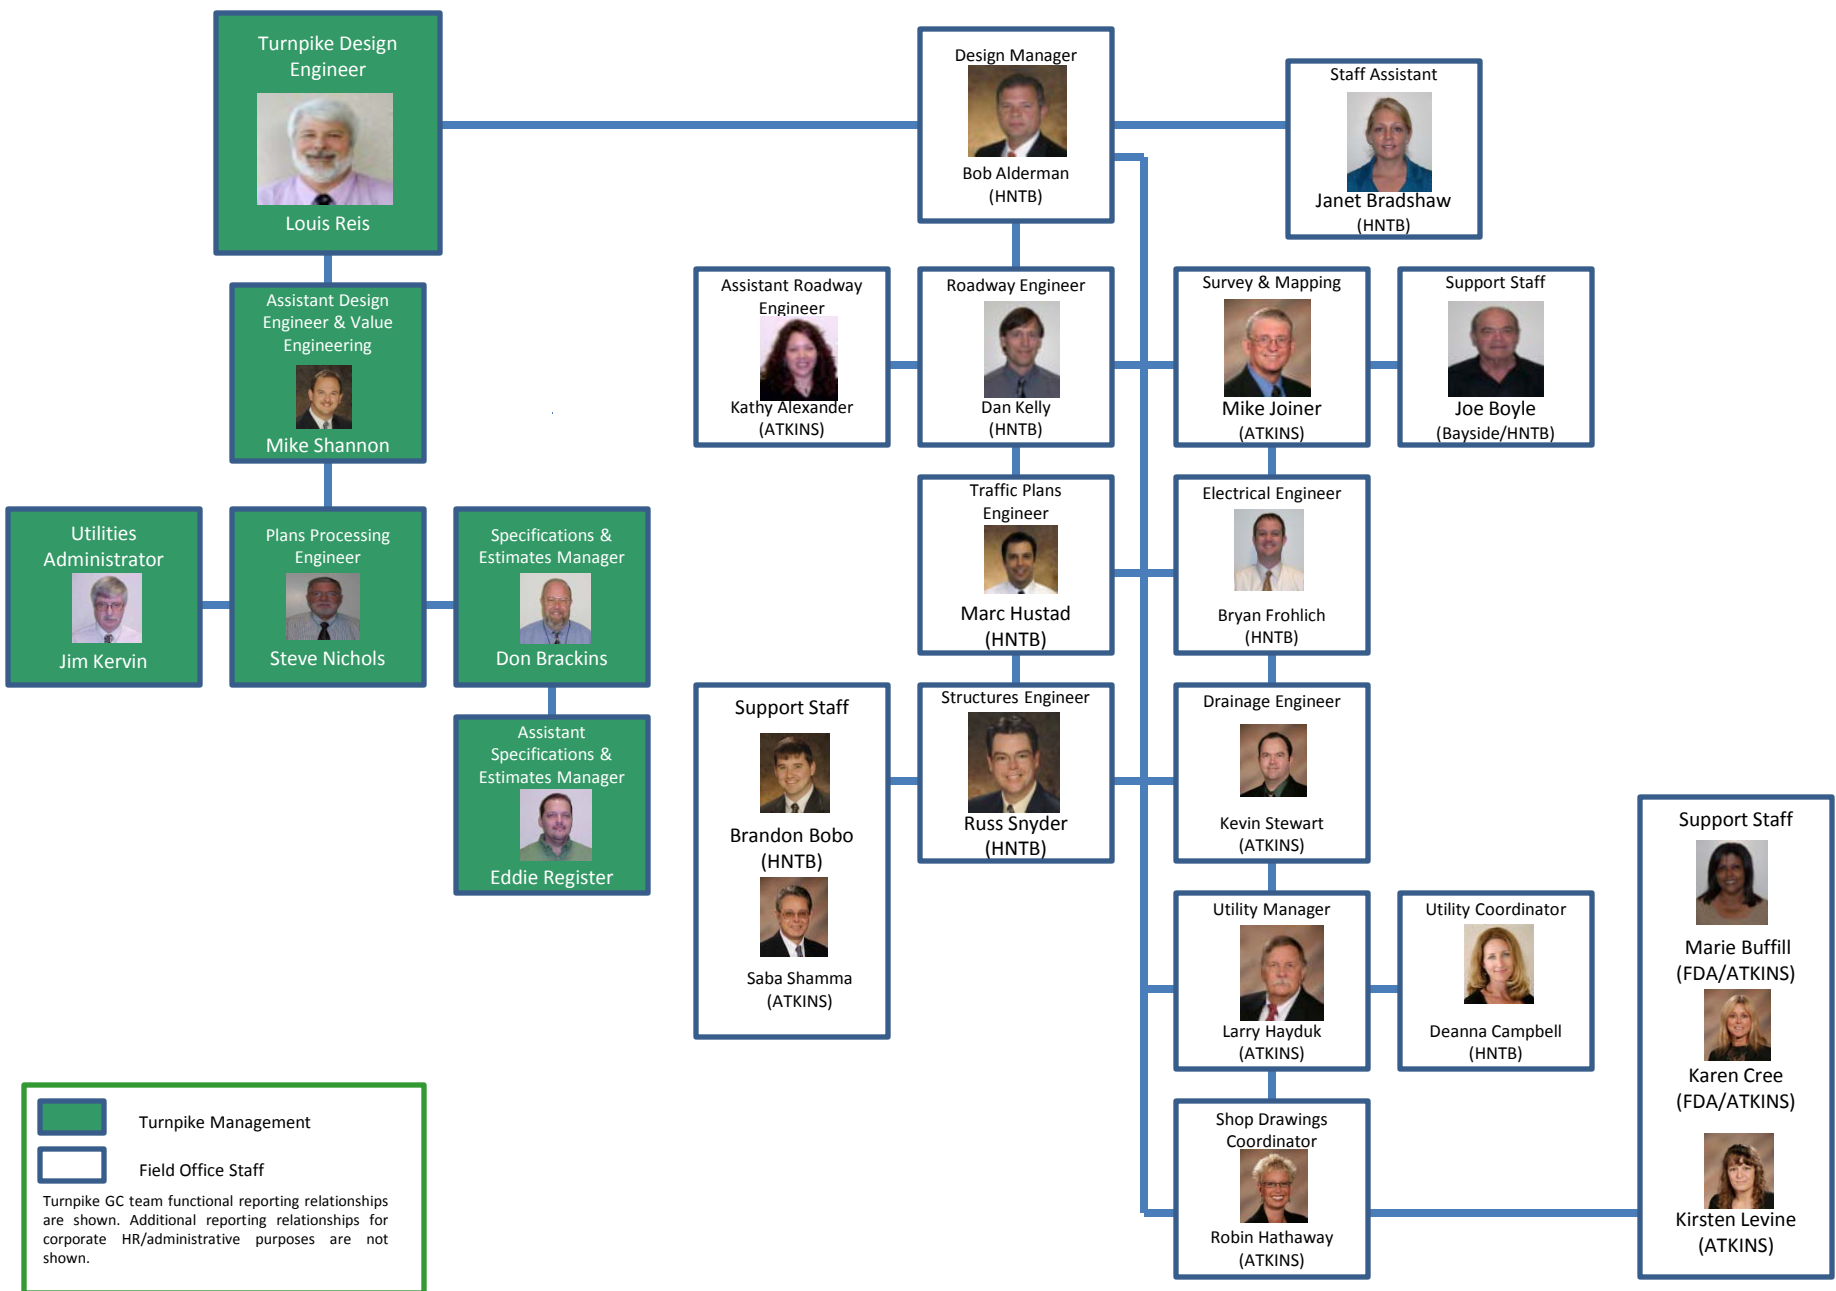 Turnpike Design
Engineer
Louis Reis
Design Manager
Bob Alderman
(HNTB)
Staff Assistant
Janet Bradshaw
(HNTB)
Assistant Design
Engineer & Value
Engineering
Mike Shannon
Assistant Roadway
Engineer
Kathy Alexander
(ATKINS)
Roadway Engineer
Dan Kelly
(HNTB)
Survey & Mapping
Mike Joiner
(ATKINS)
Support Staff
Joe Boyle
(Bayside/HNTB)
Utilities
Administrator
Jim Kervin
Plans Processing
Engineer
Steve Nichols
Specifications &
Estimates Manager
Don Brackins
Traffic Plans
Engineer
Marc Hustad
(HNTB)
Electrical Engineer
Bryan Frohlich
(HNTB)
Assistant
Specifications &
Estimates Manager
Eddie Register
Support Staff
Brandon Bobo
(HNTB)
Saba Shamma
(ATKINS)
Structures Engineer
Russ Snyder
(HNTB)
Drainage Engineer
Kevin Stewart
(ATKINS)
Utility Manager
Larry Hayduk
(ATKINS)
Utility Coordinator
Deanna Campbell
(HNTB)
Support Staff
Marie Buffill
(FDA/ATKINS)
Karen Cree
(FDA/ATKINS)
Kirsten Levine
(ATKINS)
Shop Drawings
Coordinator
Robin Hathaway
(ATKINS)
Turnpike Management
Field Office Staff
Turnpike GC team functional reporting relationships
are shown. Additional reporting relationships for
corporate HR/administrative purposes are not
shown.